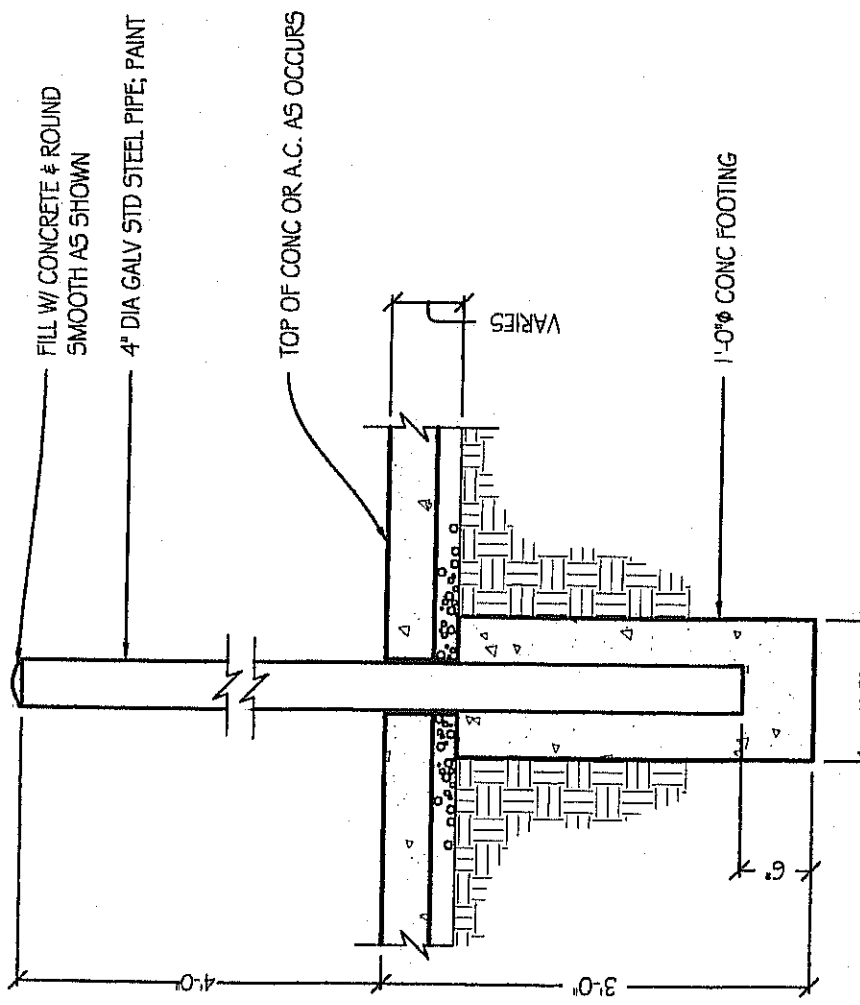 FILL W/ CONCRETE & ROUND
SMOOTH AS SHOWN
4" DIA GALV STD STEEL PIPE; PAINT
TOP OF CONC OR A.C. AS OCCURS
VARIES
1'-0"ϕ CONC FOOTING
4'-0"
3'-0"
6"